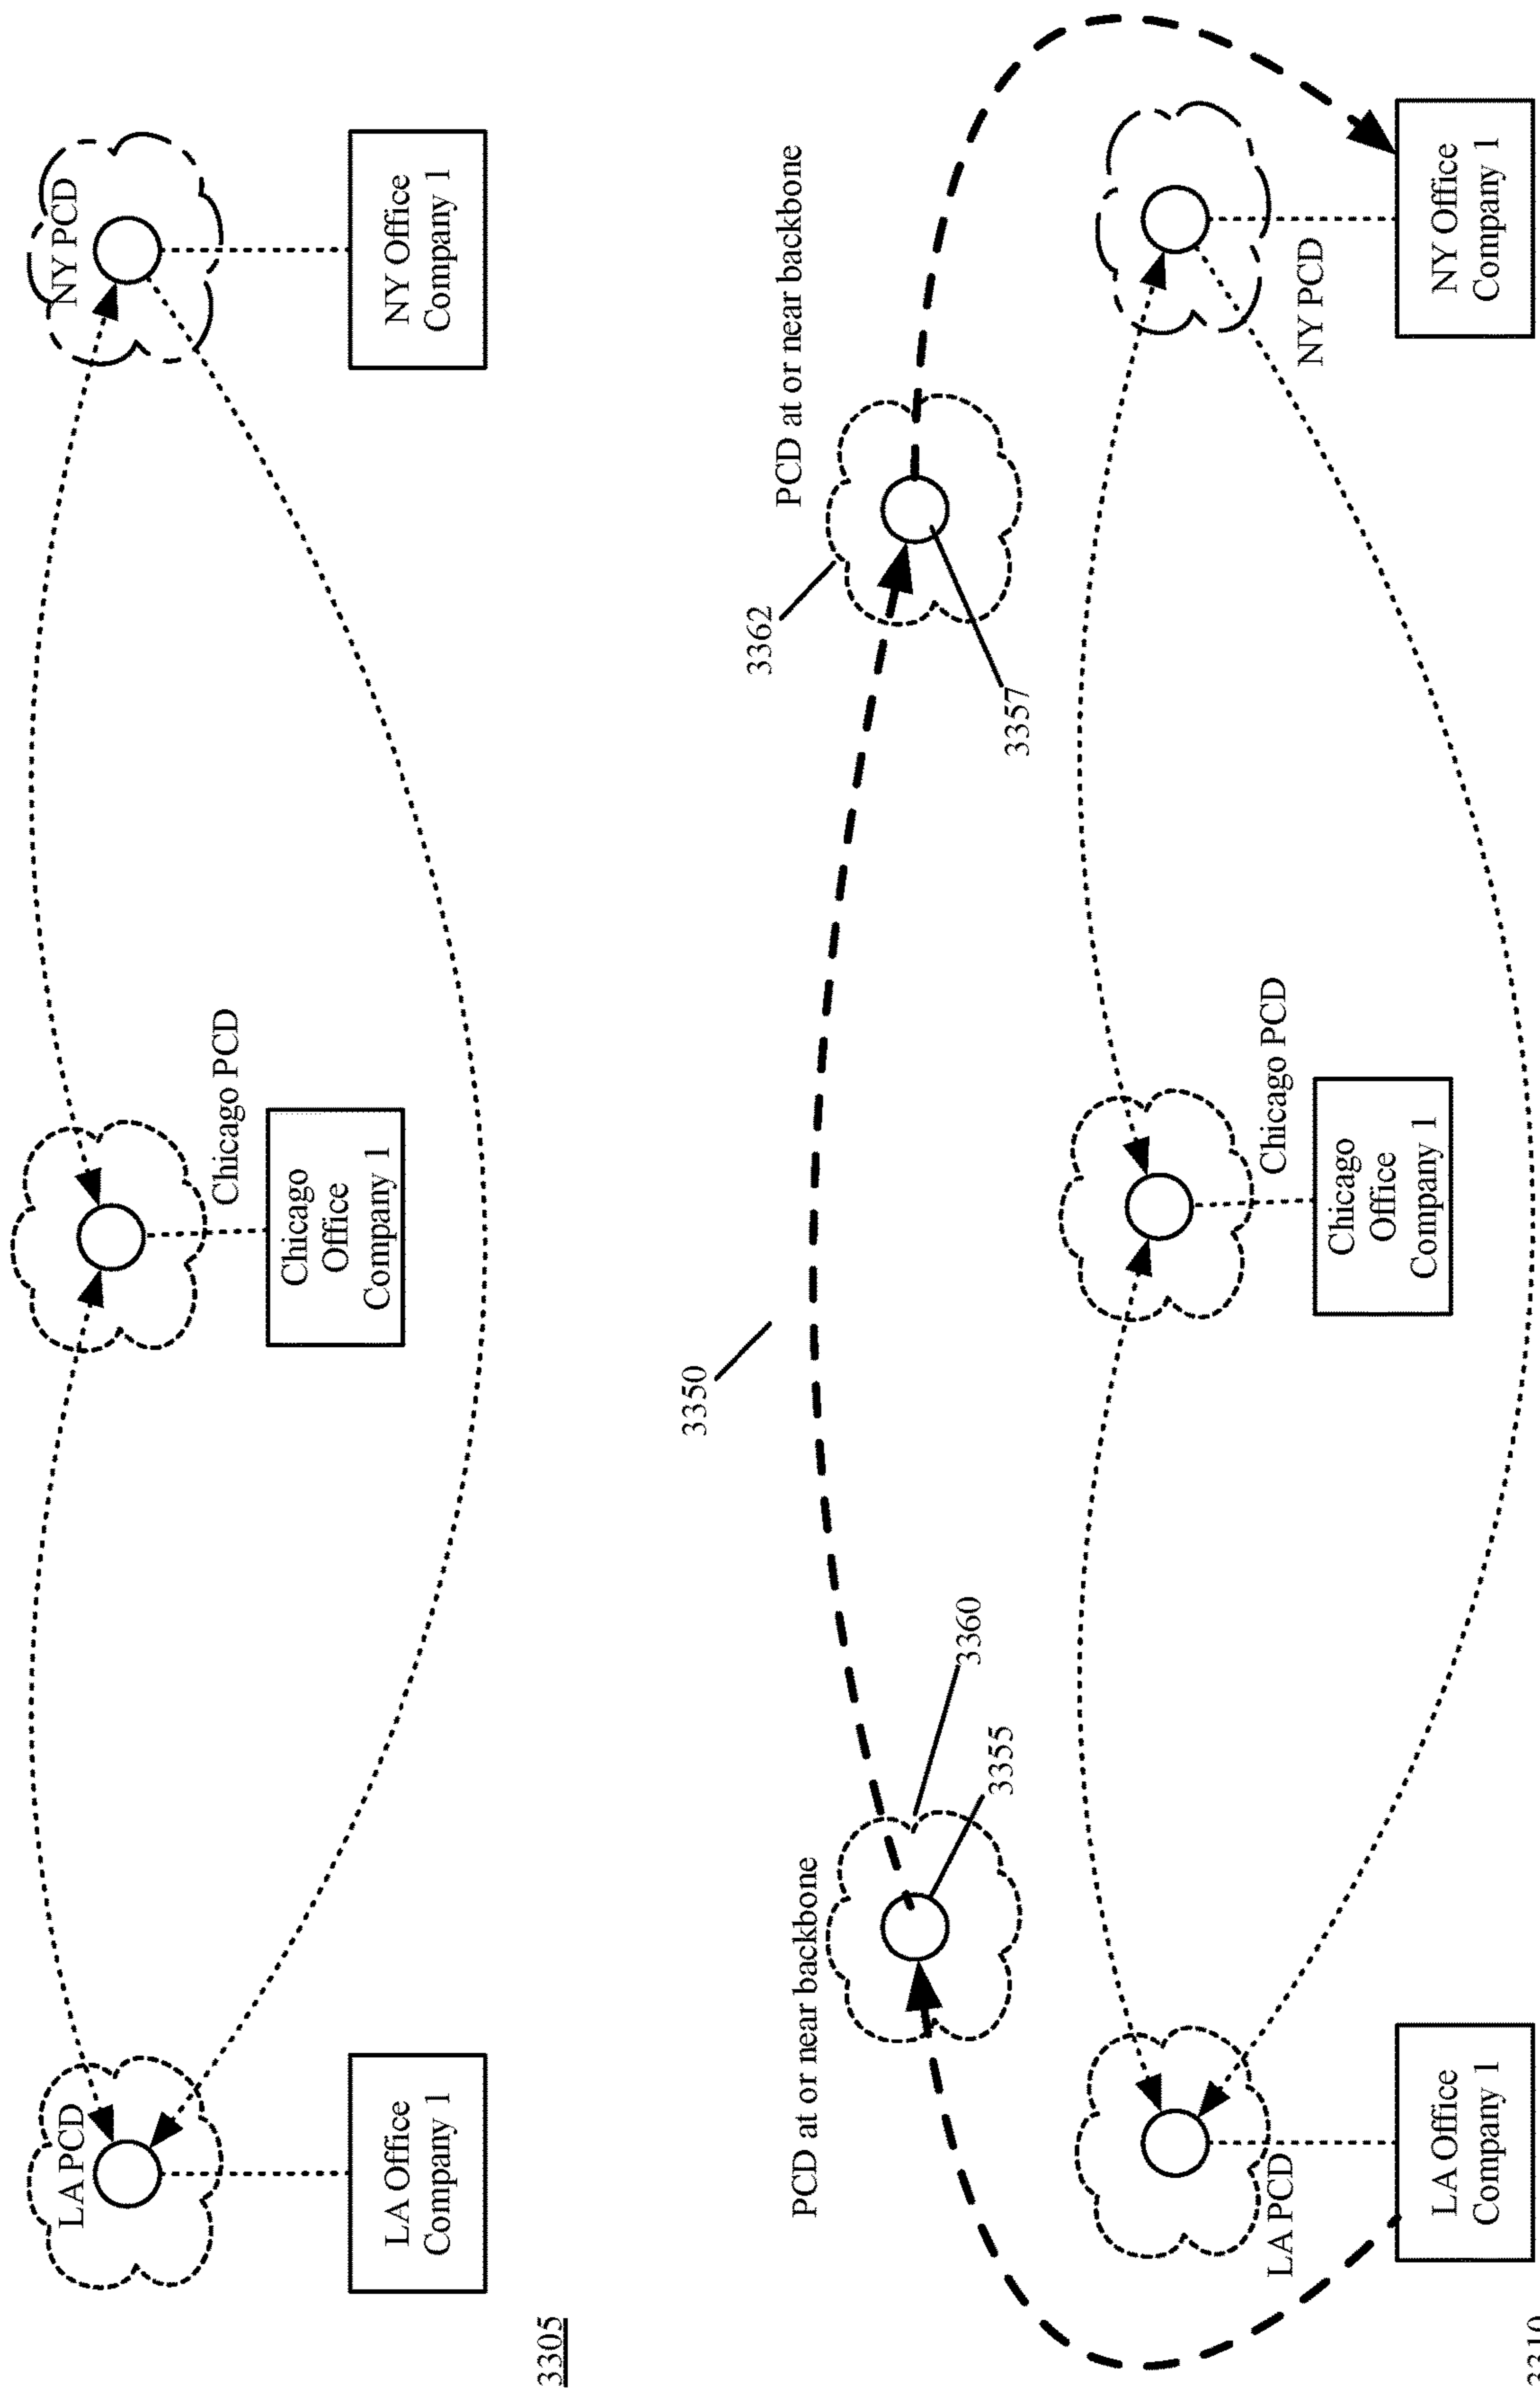 LA PCD
NY PCD
Chicago PCD
LA Office
Company 1
Chicago
Office
Company 1
NY Office
Company 1
3305
3350
3362
PCD at or near backbone
PCD at or near backbone
3360
3355
3357
LA PCD
Chicago PCD
NY PCD
LA Office
Company 1
Chicago
Office
Company 1
NY Office
Company 1
3310